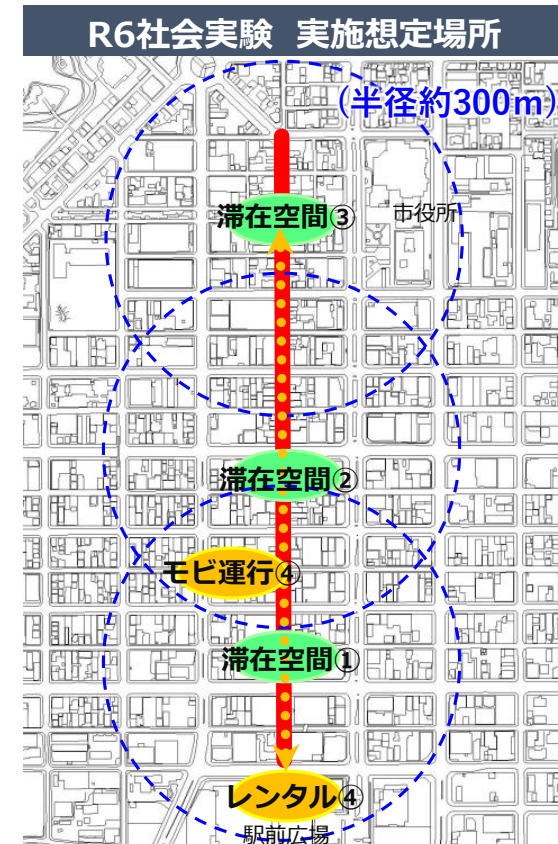 R6社会実験 実施想定場所
(半径約300m)
滞在空間③
市役所
滞在空間②
モビ運行④
滞在空間①
レンタル④
駅前広場